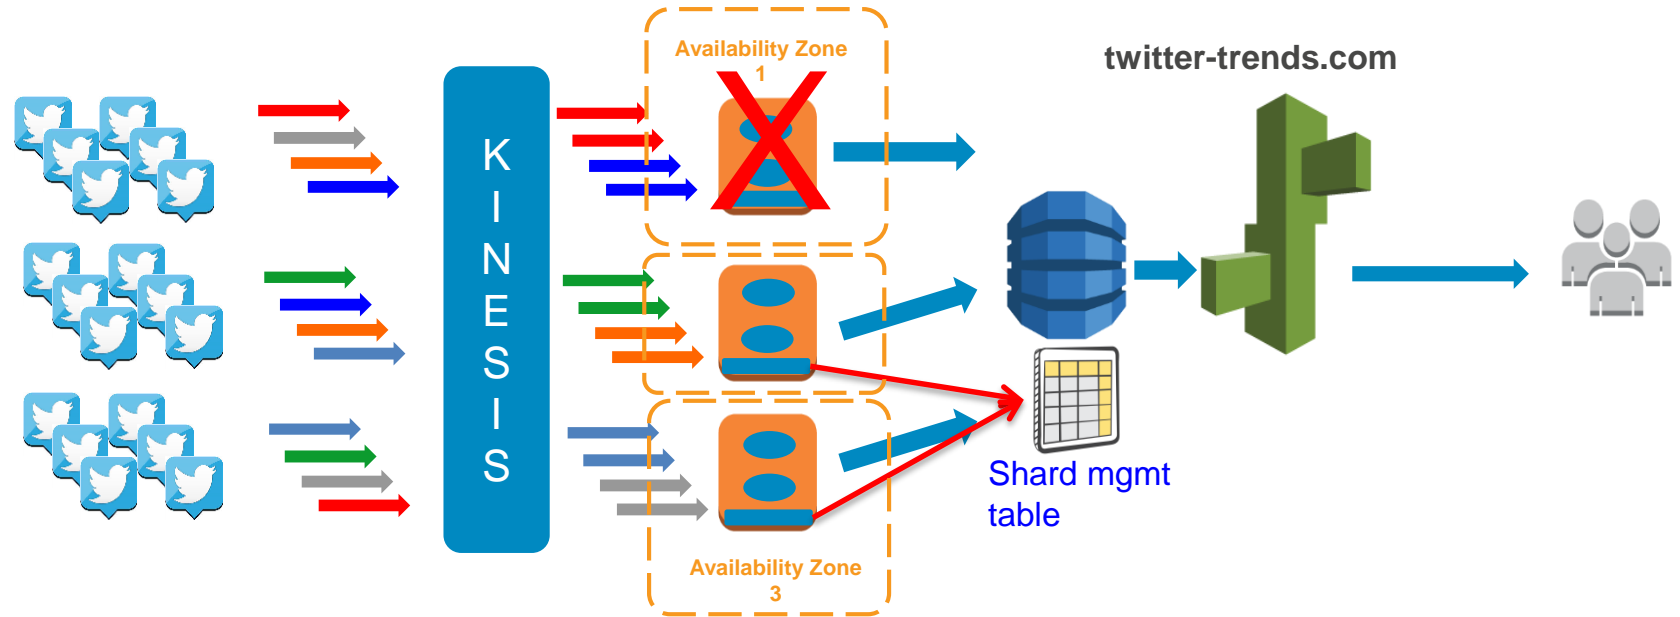 twitter-trends.com
Availability Zone
1
K
I
N
E
S
I
S
Shard mgmt
table
Availability Zone
3